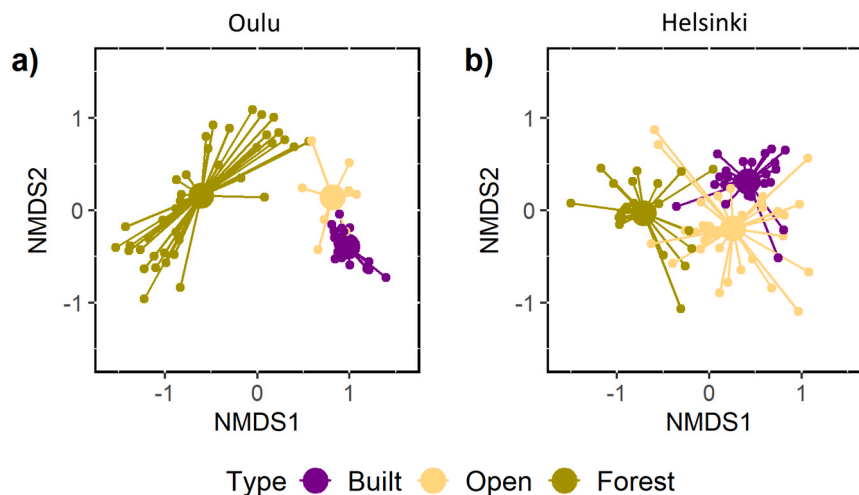 Oulu
Helsinki
a)
b)
NMDS2
1
0
-1
-1
0
1
NMDS1
NMDS2
1
0
-1
-1
0
1
NMDS1
Type Built Open Forest